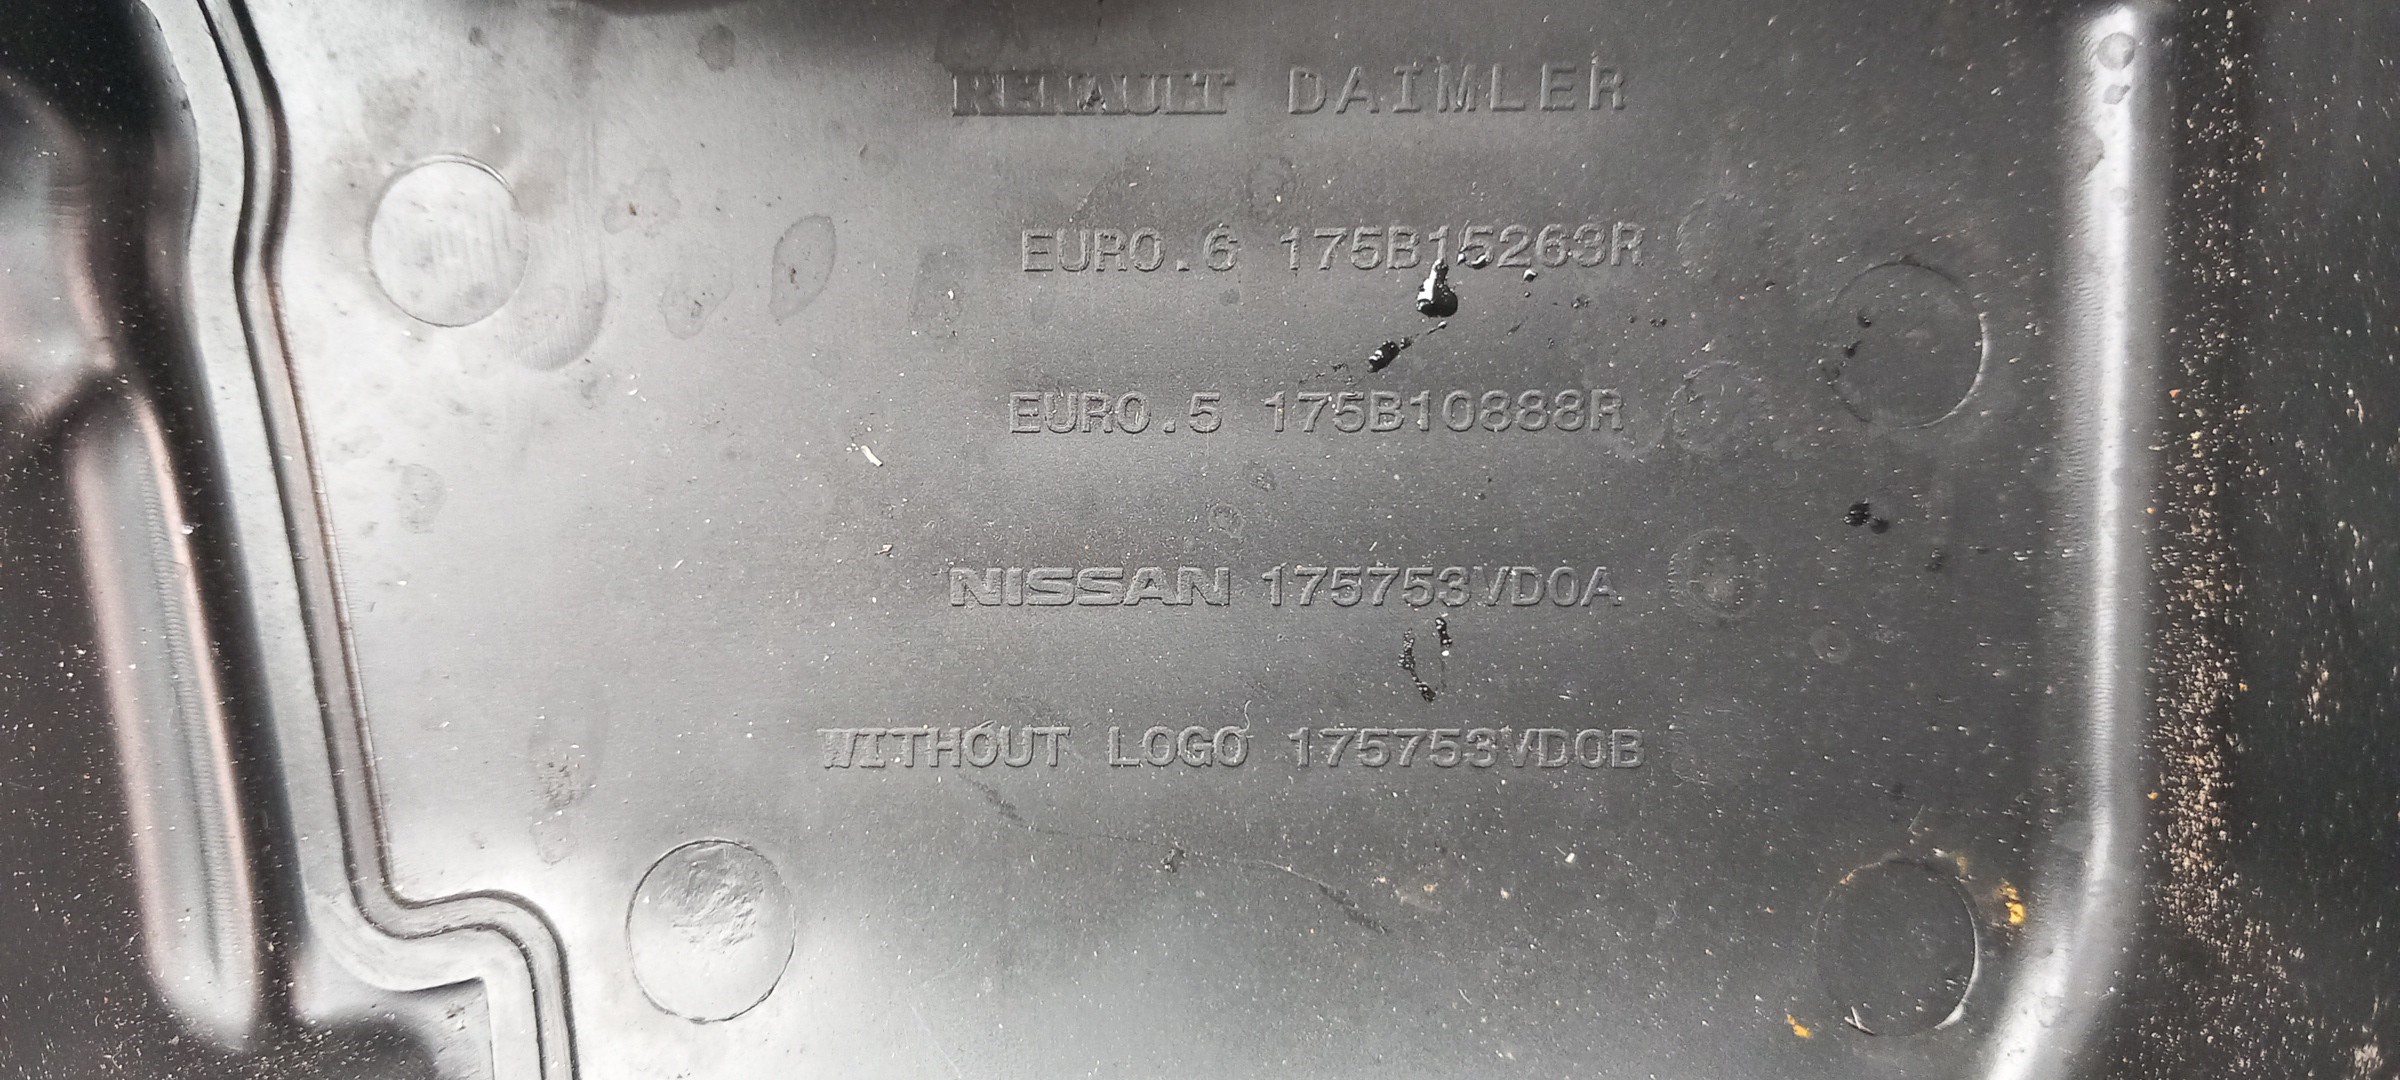 RENAULT DAIMLER
EURO.6 175B15263R
EURO.5 175B10888R
NISSAN 175753VD0A
WITHOUT LOGO 175753VD0B